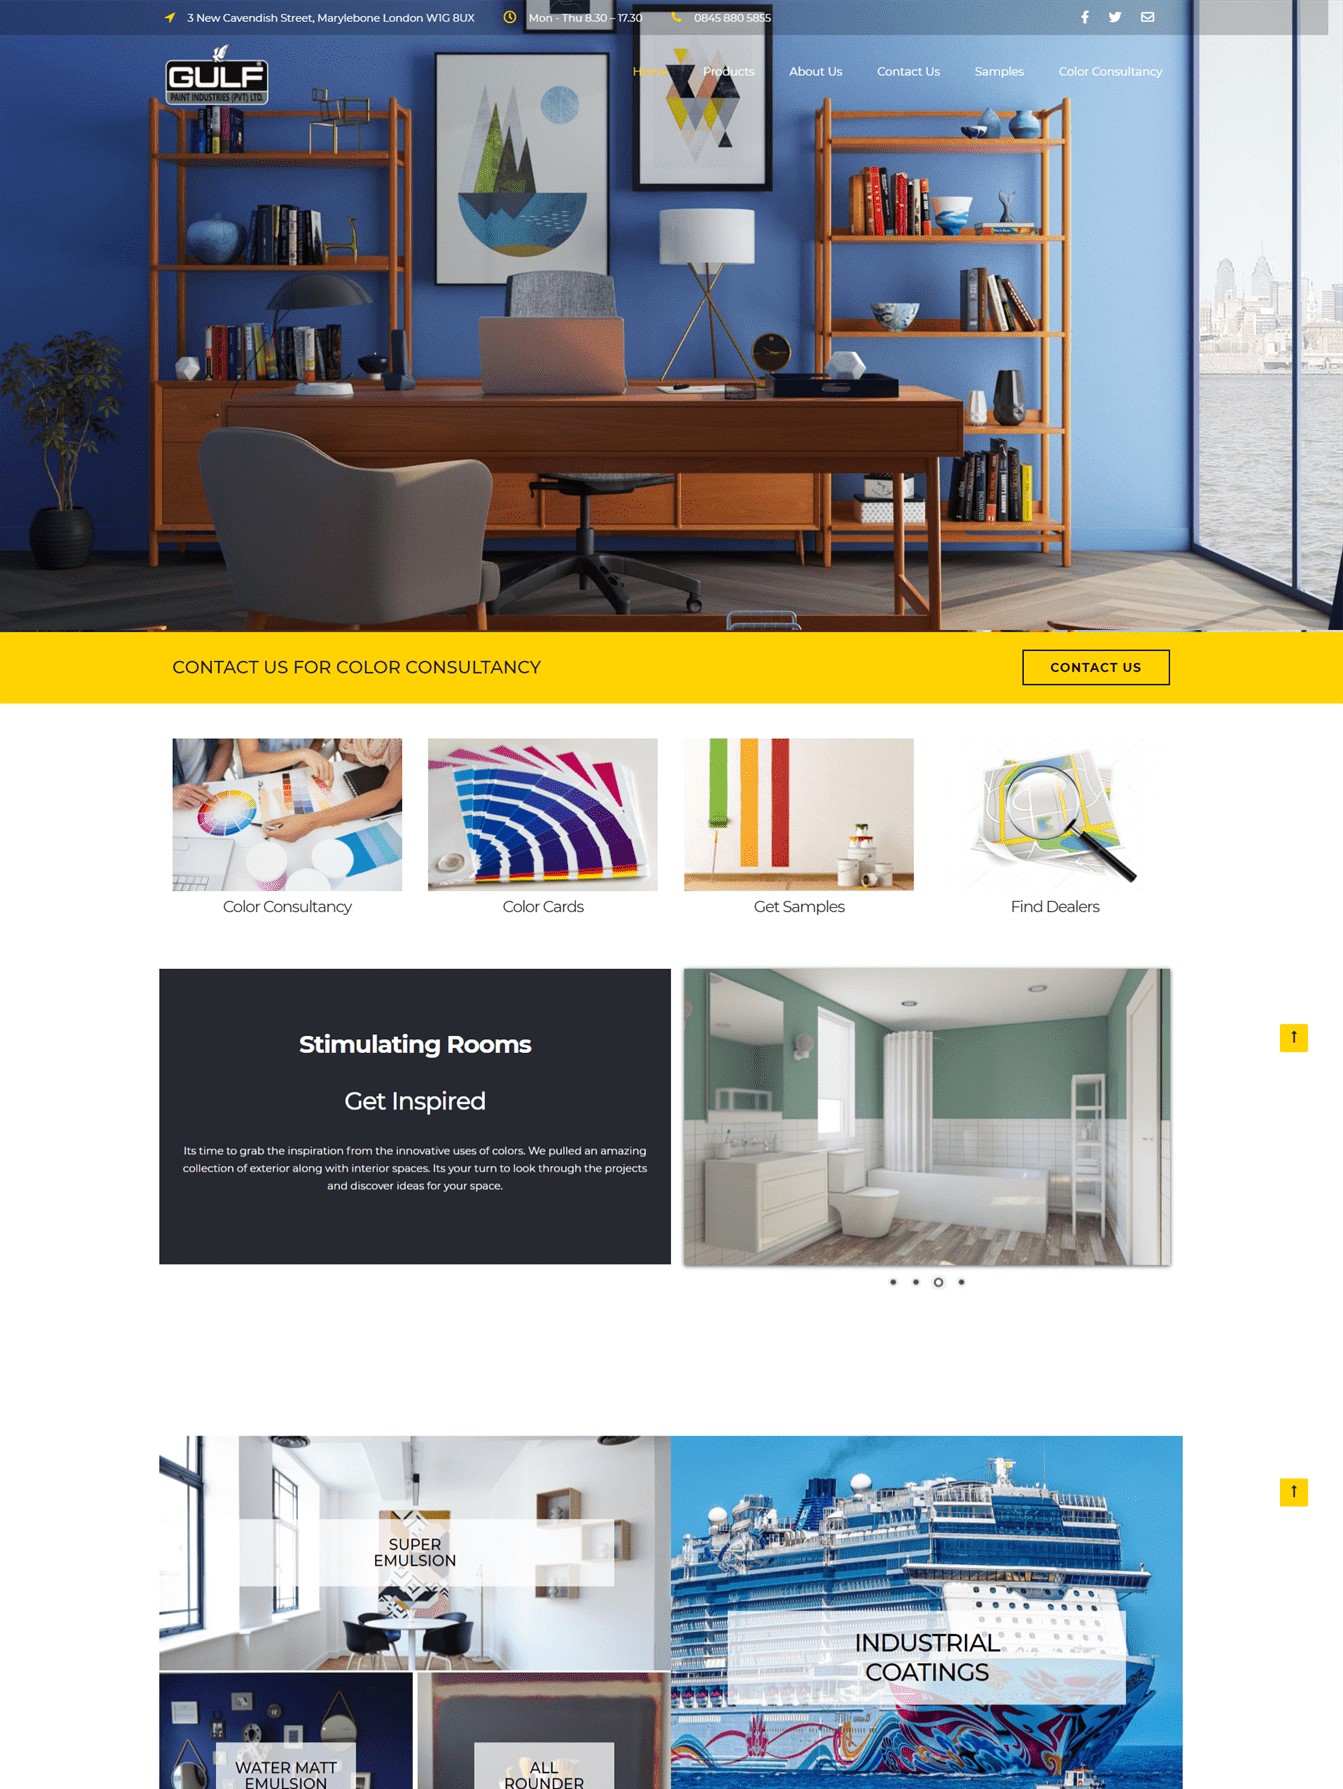 3 New Cavendish Street, Marylebone London W1G 8UX
Mon - Thu 8.30 – 17.30
0845 880 5855
GULF
PAINT INDUSTRIES (PVT) LTD.
Home
Products
About Us
Contact Us
Samples
Color Consultancy
CONTACT US FOR COLOR CONSULTANCY
CONTACT US
Color Consultancy
Color Cards
Get Samples
Find Dealers
Stimulating Rooms
Get Inspired
Its time to grab the inspiration from the innovative uses of colors. We pulled an amazing
collection of exterior along with interior spaces. Its your turn to look through the projects
and discover ideas for your space.
SUPER
EMULSION
INDUSTRIAL
COATINGS
WATER MATT
EMULSION
ALL
ROUNDER